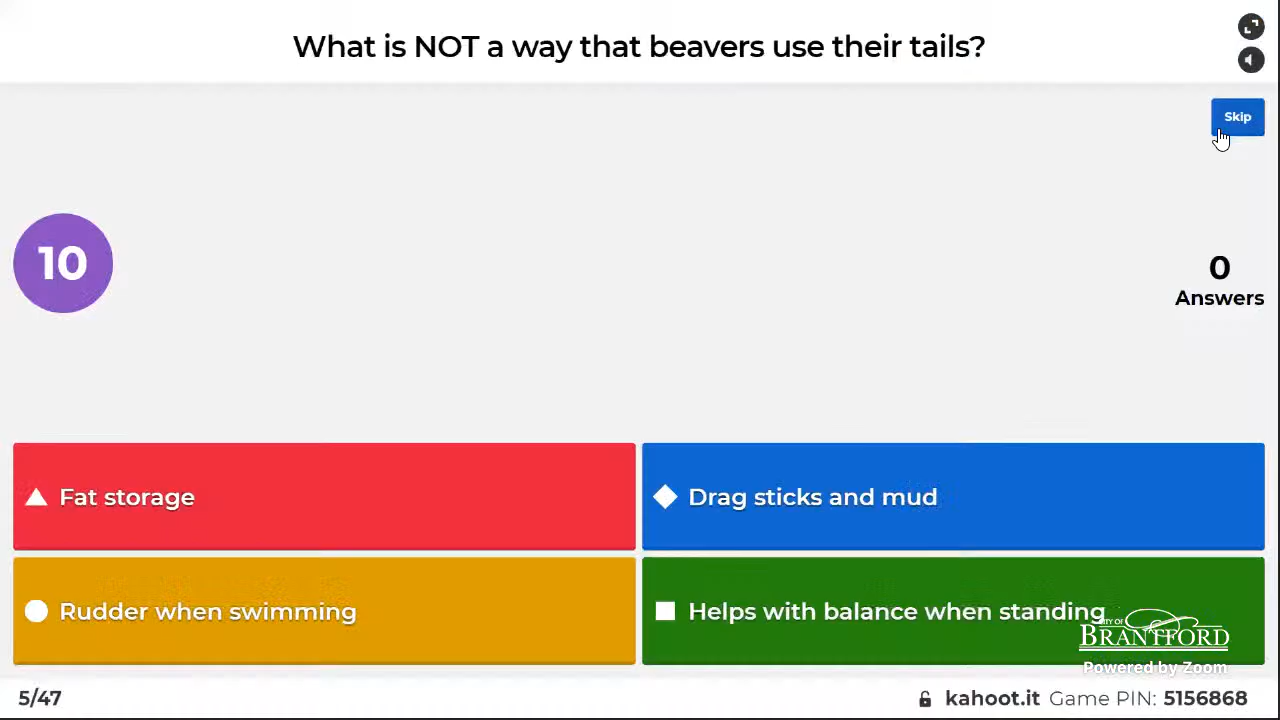 What is NOT a way that beavers use their tails?
Skip
10
0
Answers
Fat storage
Drag sticks and mud
Rudder when swimming
Helps with balance when standing
CITY OF
BRANTFORD
Powered by Zoom
5/47
kahoot.it Game PIN: 5156868